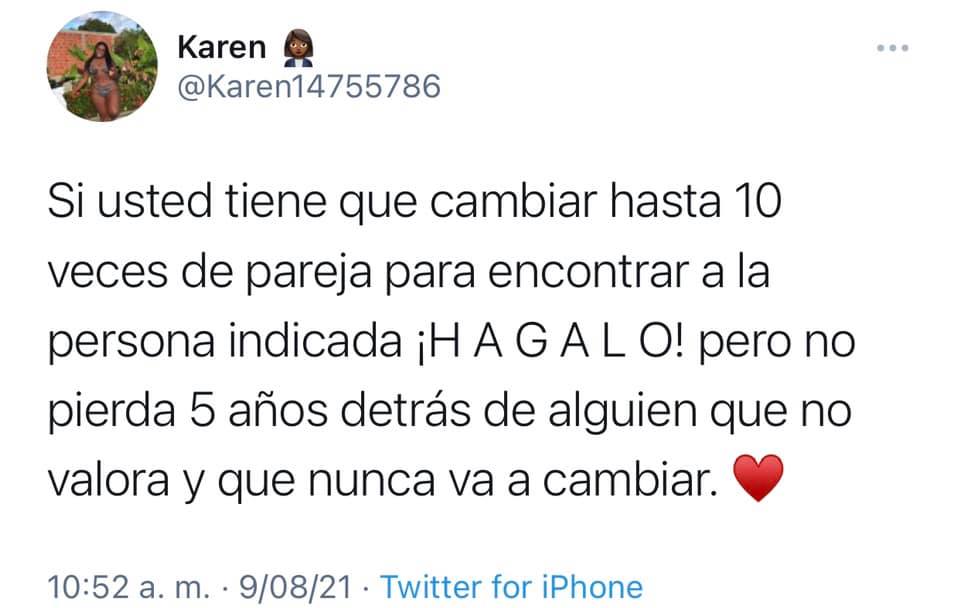 Karen 👩🏾‍💼
@Karen14755786
Si usted tiene que cambiar hasta 10
veces de pareja para encontrar a la
persona indicada ¡H A G A L O! pero no
pierda 5 años detrás de alguien que no
valora y que nunca va a cambiar. ♥️
10:52 a. m. · 9/08/21 · Twitter for iPhone